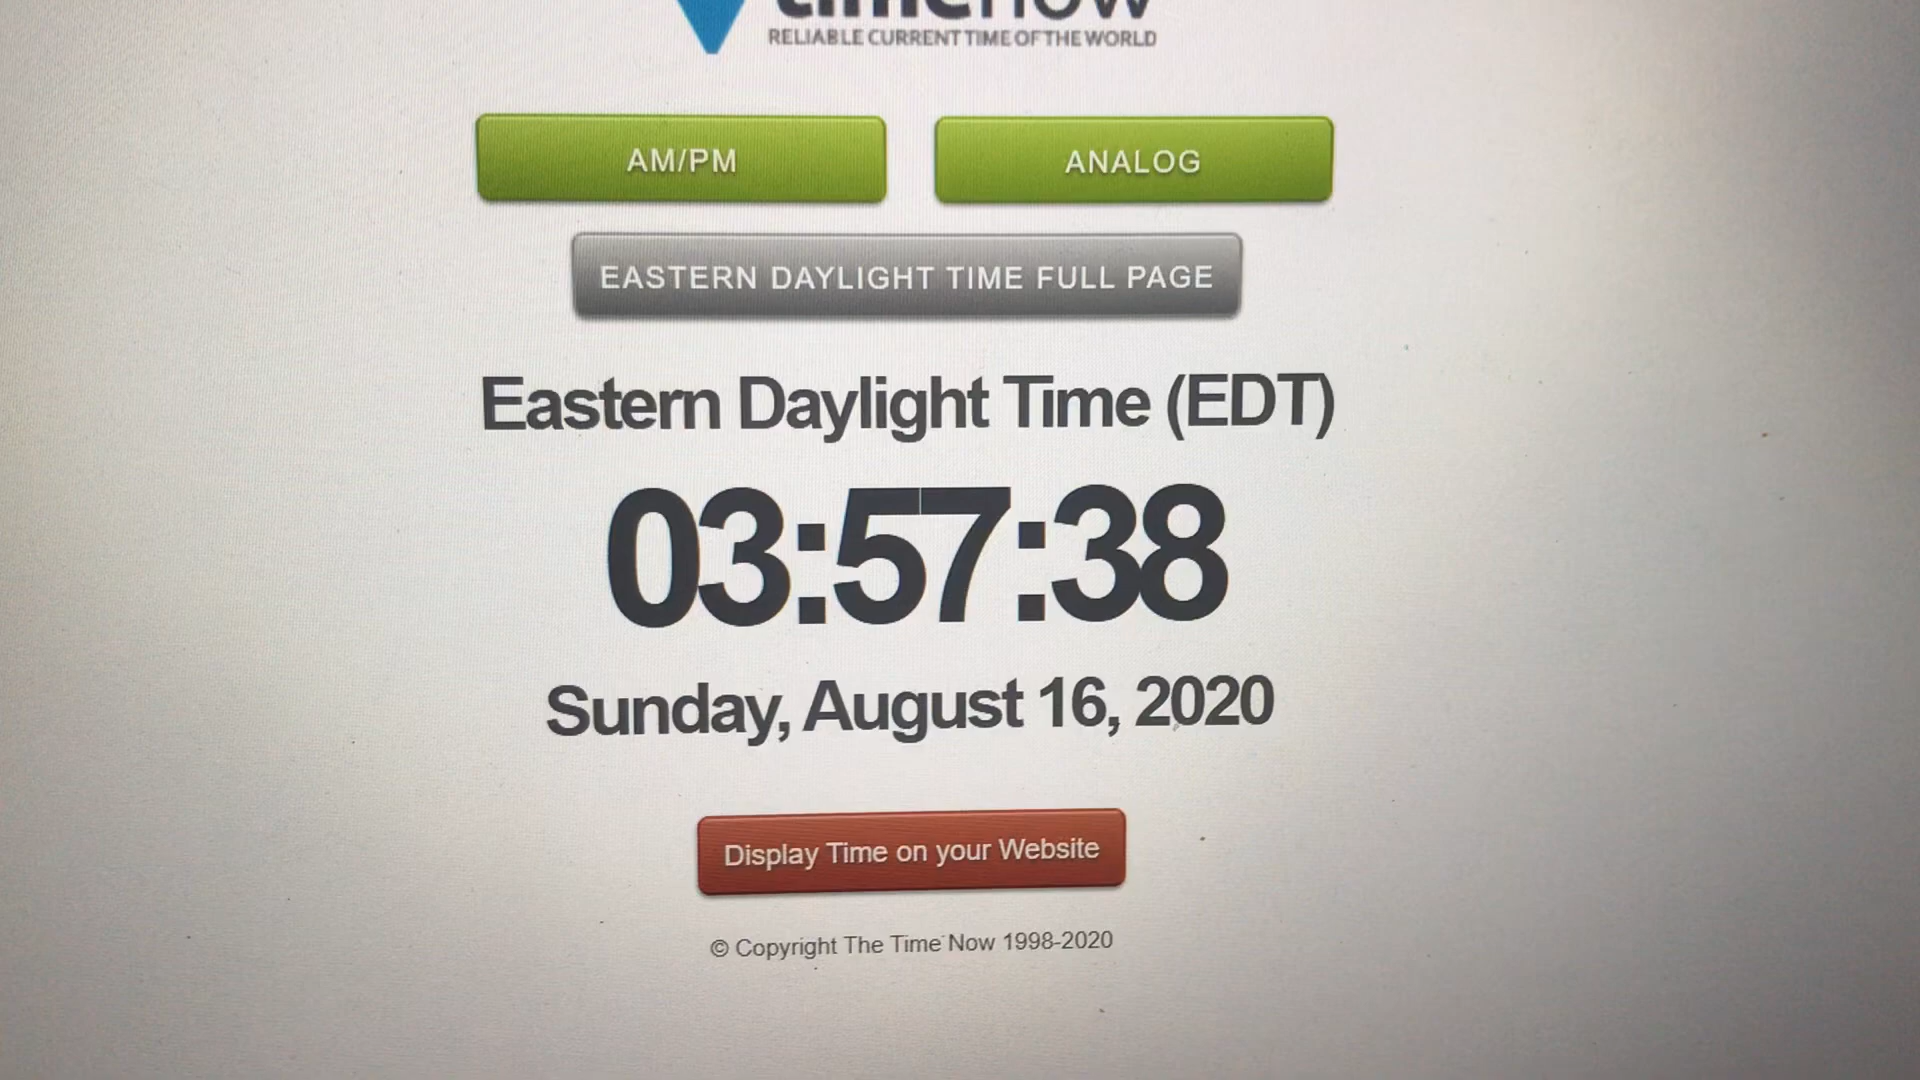 timenow
RELIABLE CURRENT TIME OF THE WORLD
AM/PM
ANALOG
EASTERN DAYLIGHT TIME FULL PAGE
Eastern Daylight Time (EDT)
03:57:38
Sunday, August 16, 2020
Display Time on your Website
© Copyright The Time Now 1998-2020